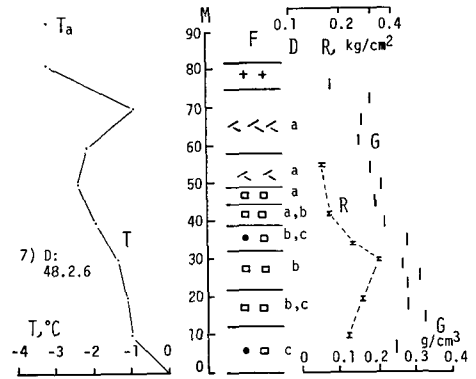 M
0.1 0.2 0.4
Ta
F D R, kg/cm2
90
80
+ +
70
a
60
G
50
a
a
40
a,b
R
T
b,c
7) D:
48.2.6
30
b
20
b,c
10
c
T,°C
G
g/cm3
-4 -3 -2 -1 0
0
0 0.1 0.2 0.3 0.4